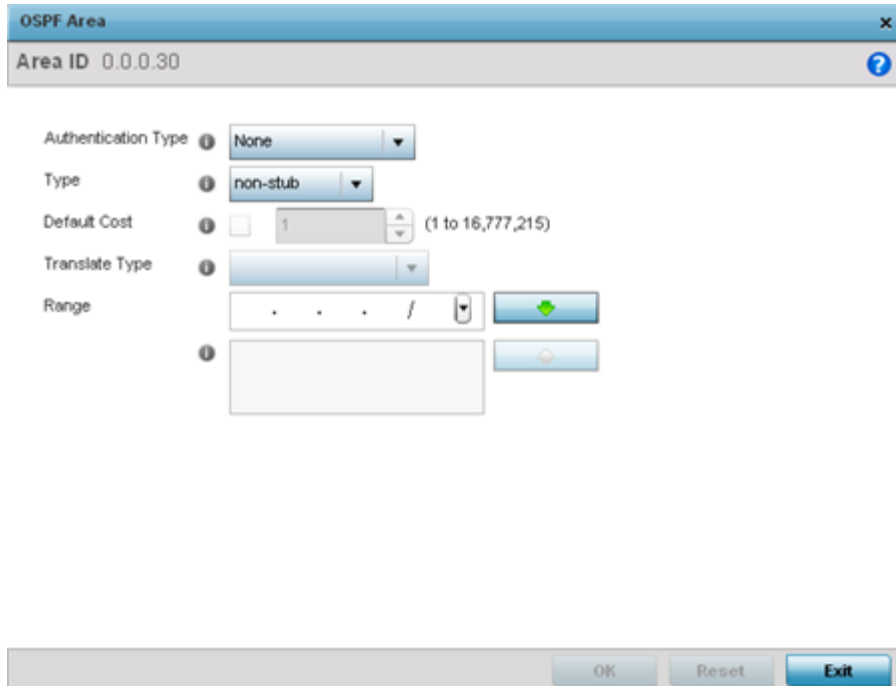 OSPF Area
Area ID 0.0.0.30
Authentication Type None
Type non-stub
Default Cost 1 (1 to 16,777,215)
Translate Type
Range . . . /
OK Reset Exit